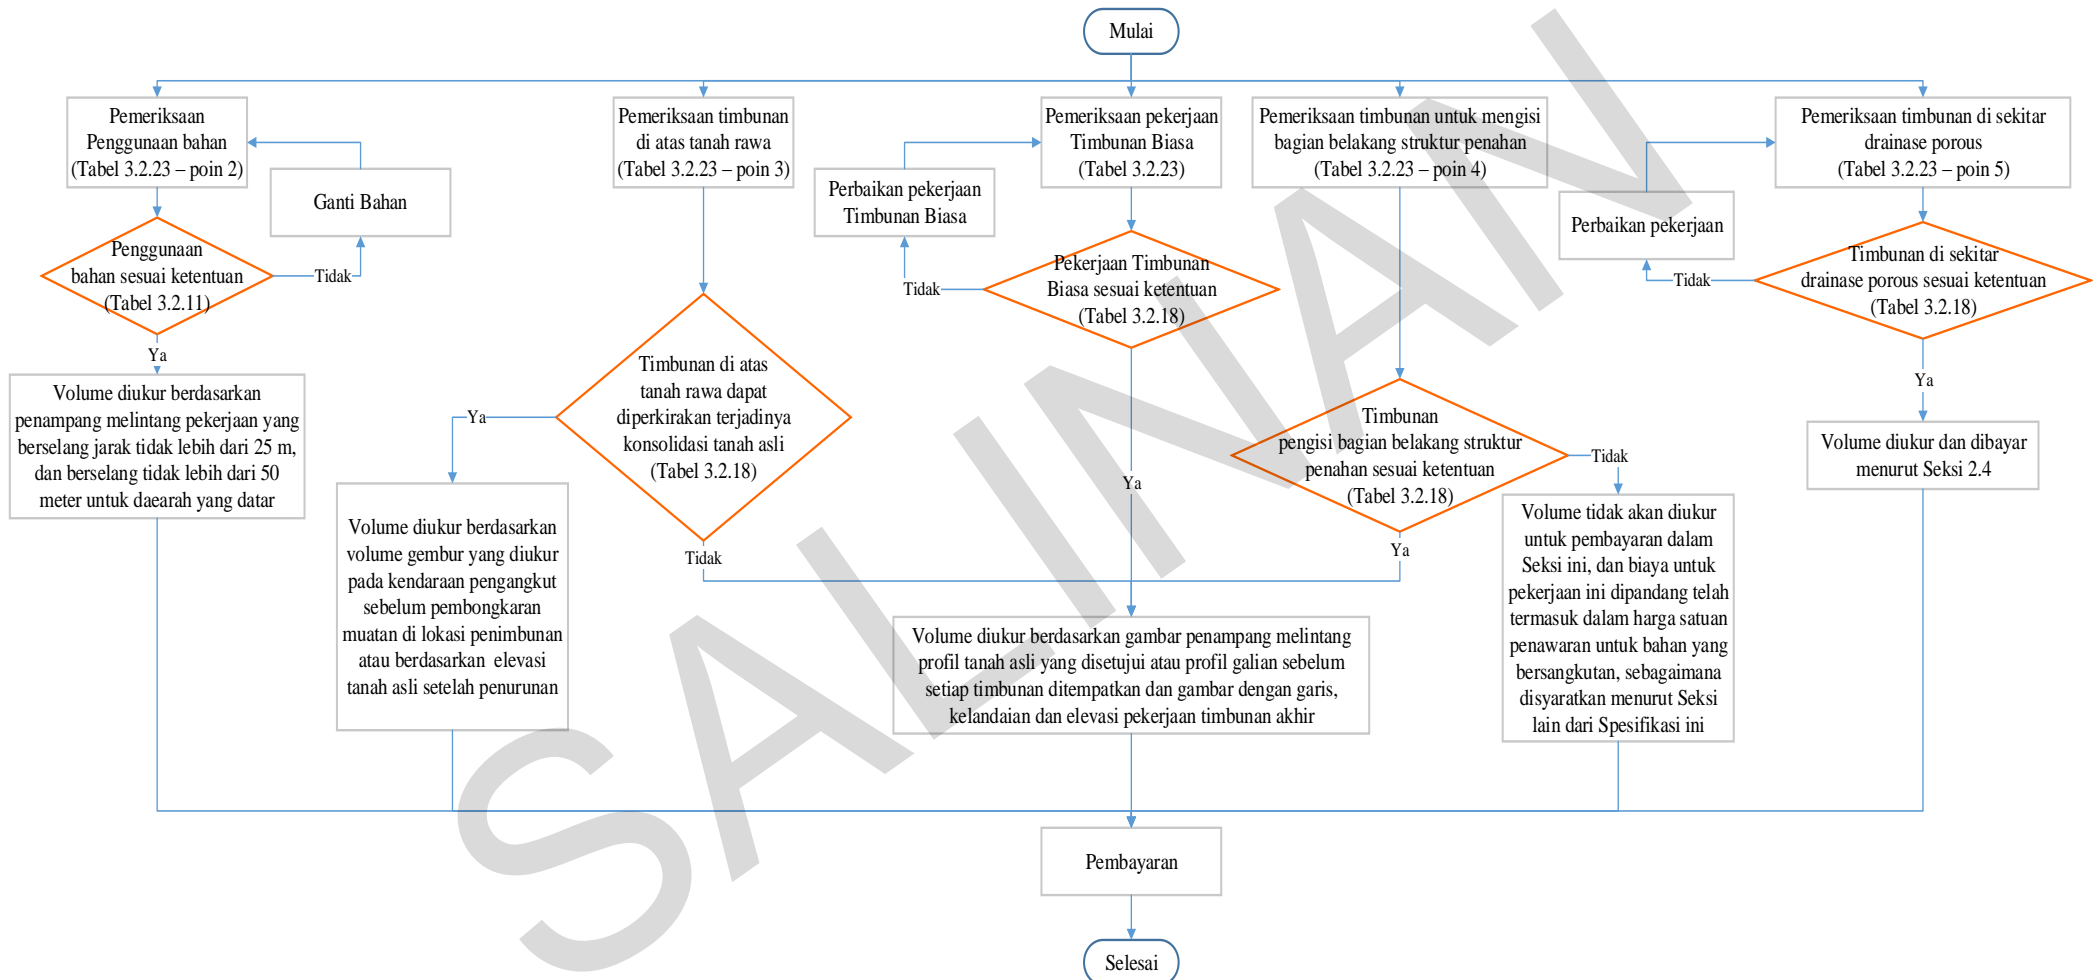 Mulai
Pemeriksaan
Penggunaan bahan
(Tabel 3.2.23 – poin 2)
Ganti Bahan
Penggunaan
bahan sesuai ketentuan
(Tabel 3.2.11)
Tidak
Ya
Volume diukur berdasarkan
penampang melintang pekerjaan yang
berselang jarak tidak lebih dari 25 m,
dan berselang tidak lebih dari 50
meter untuk daearah yang datar
Pemeriksaan timbunan
di atas tanah rawa
(Tabel 3.2.23 – poin 3)
Timbunan di atas
tanah rawa dapat
diperkirakan terjadinya
konsolidasi tanah asli
(Tabel 3.2.18)
Ya
Tidak
Volume diukur berdasarkan
volume gembur yang diukur
pada kendaraan pengangkut
sebelum pembongkaran
muatan di lokasi penimbunan
atau berdasarkan elevasi
tanah asli setelah penurunan
Pemeriksaan pekerjaan
Timbunan Biasa
(Tabel 3.2.23)
Perbaikan pekerjaan
Timbunan Biasa
Pekerjaan Timbunan
Biasa sesuai ketentuan
(Tabel 3.2.18)
Tidak
Ya
Volume diukur berdasarkan gambar penampang melintang
profil tanah asli yang disetujui atau profil galian sebelum
setiap timbunan ditempatkan dan gambar dengan garis,
kelandaian dan elevasi pekerjaan timbunan akhir
Pemeriksaan timbunan untuk mengisi
bagian belakang struktur penahan
(Tabel 3.2.23 – poin 4)
Timbunan
pengisi bagian belakang struktur
penahan sesuai ketentuan
(Tabel 3.2.18)
Tidak
Ya
Volume tidak akan diukur
untuk pembayaran dalam
Seksi ini, dan biaya untuk
pekerjaan ini dipandang telah
termasuk dalam harga satuan
penawaran untuk bahan yang
bersangkutan, sebagaimana
disyaratkan menurut Seksi
lain dari Spesifikasi ini
Pemeriksaan timbunan di sekitar
drainase porous
(Tabel 3.2.23 – poin 5)
Perbaikan pekerjaan
Timbunan di sekitar
drainase porous sesuai ketentuan
(Tabel 3.2.18)
Tidak
Ya
Volume diukur dan dibayar
menurut Seksi 2.4
Pembayaran
Selesai
SALINAN